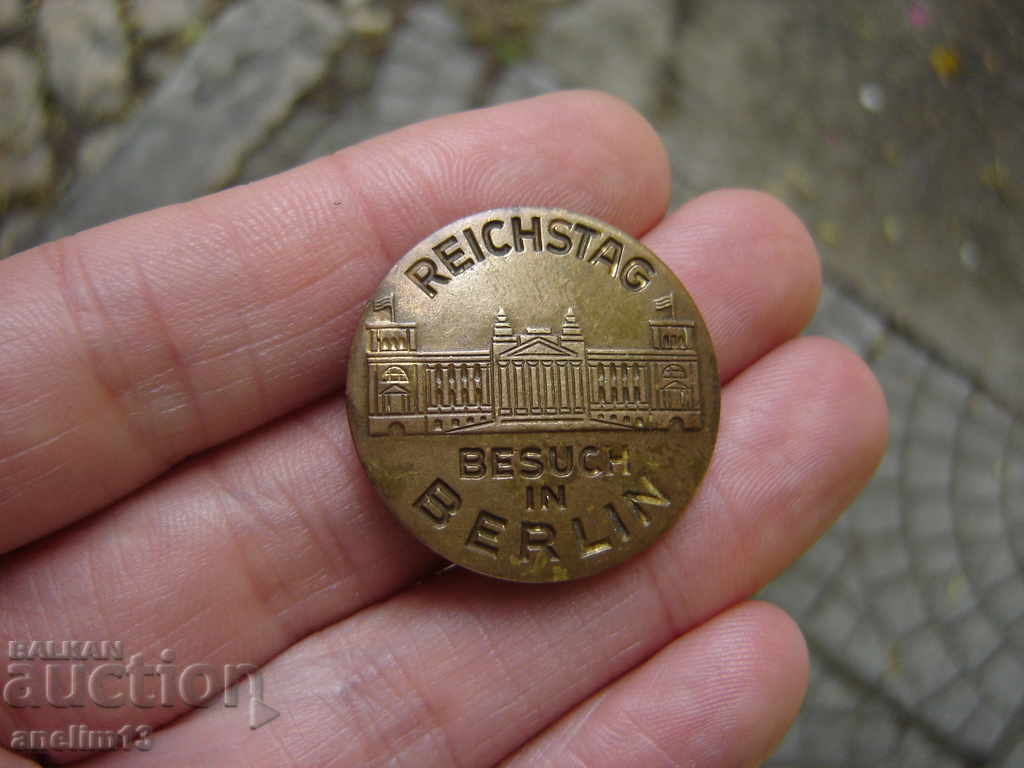 REICHSTAG
BESUCH
IN
BERLIN
BALKAN
auction
anelim13